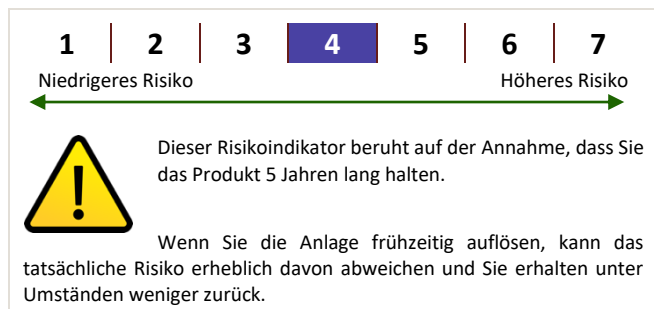 1 2 3 4 5 6 7
Niedrigeres Risiko Höheres Risiko
Dieser Risikoindikator beruht auf der Annahme, dass Sie
das Produkt 5 Jahren lang halten.
Wenn Sie die Anlage frühzeitig auflösen, kann das
tatsächliche Risiko erheblich davon abweichen und Sie erhalten unter
Umständen weniger zurück.